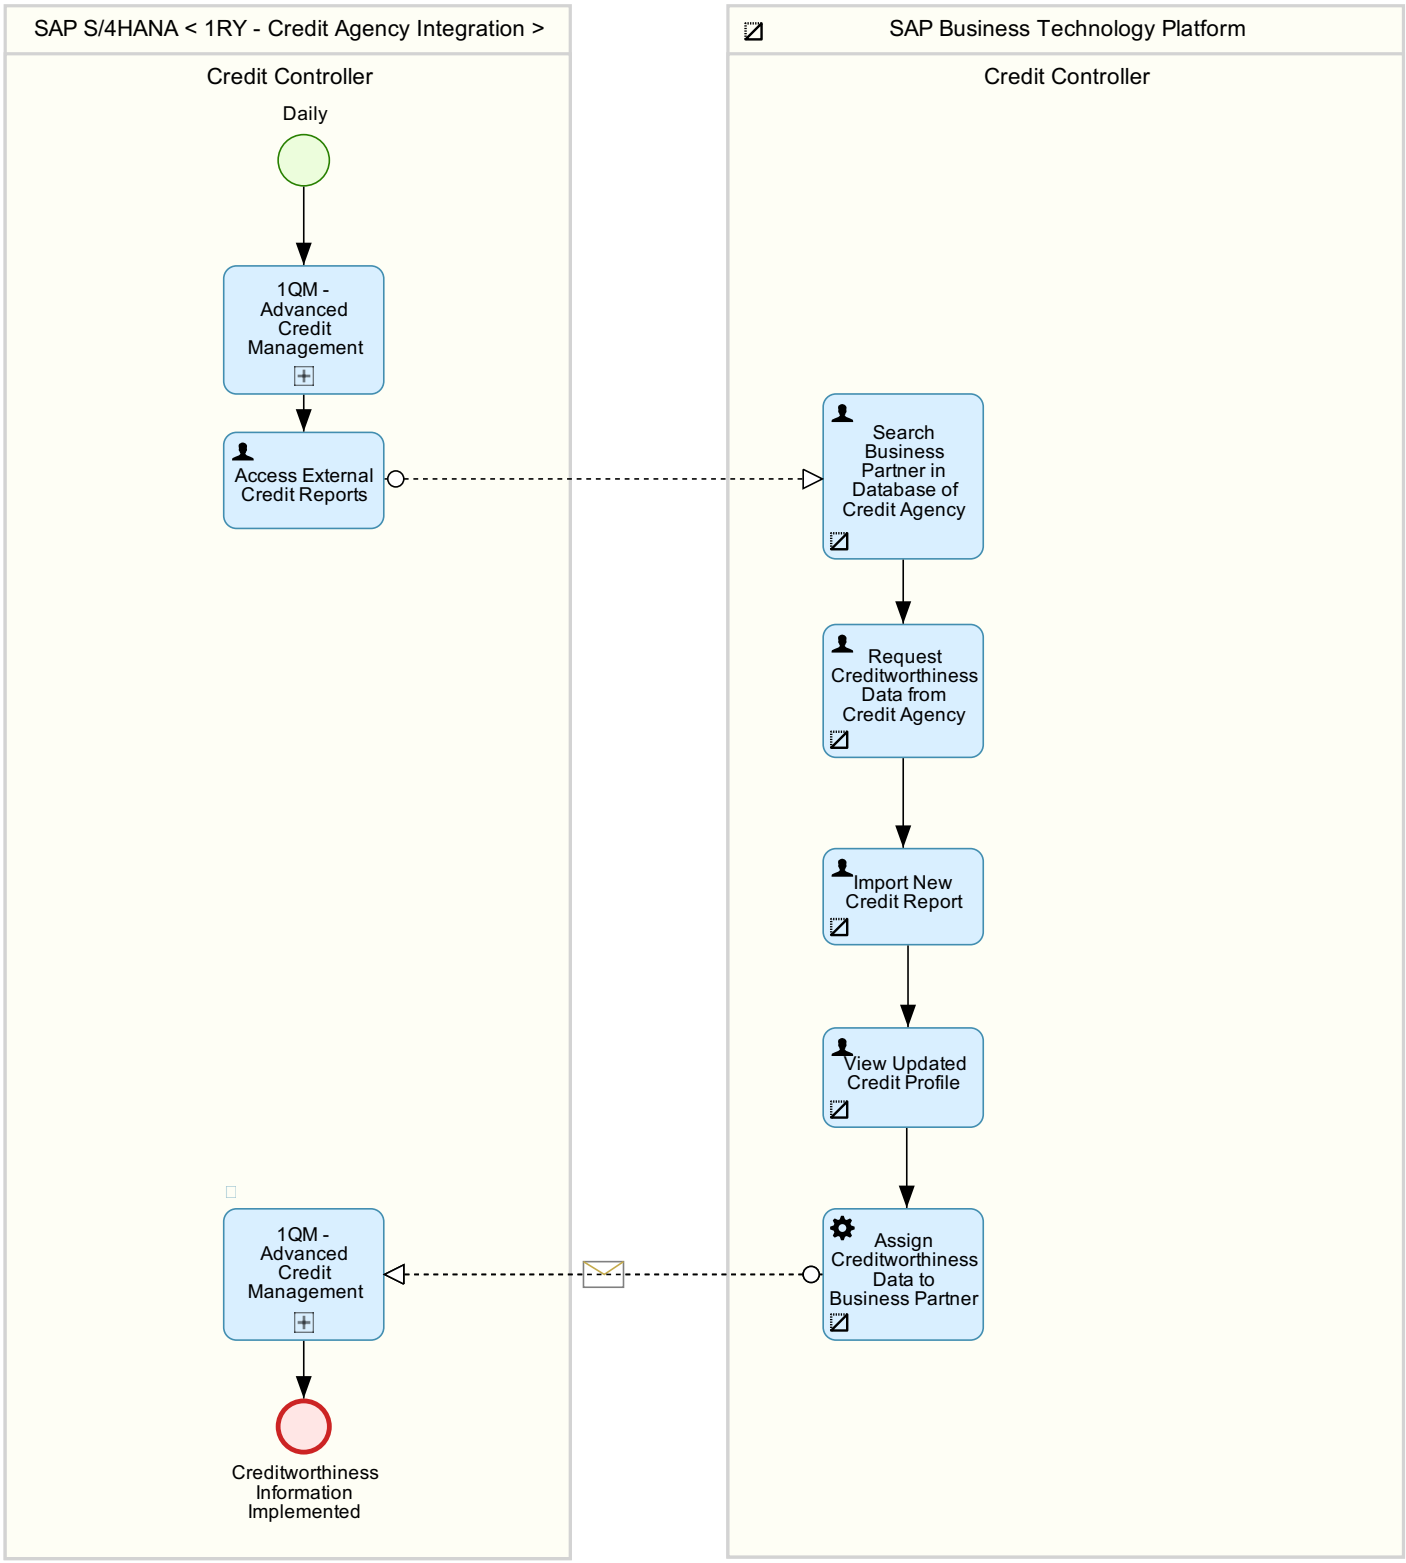 SAP S/4HANA < 1RY - Credit Agency Integration >
Credit Controller
Daily
1QM -
Advanced
Credit
Management
Access External
Credit Reports
1QM -
Advanced
Credit
Management
Creditworthiness
Information
Implemented
SAP Business Technology Platform
Credit Controller
Search
Business
Partner in
Database of
Credit Agency
Request
Creditworthiness
Data from
Credit Agency
Import New
Credit Report
View Updated
Credit Profile
Assign
Creditworthiness
Data to
Business Partner